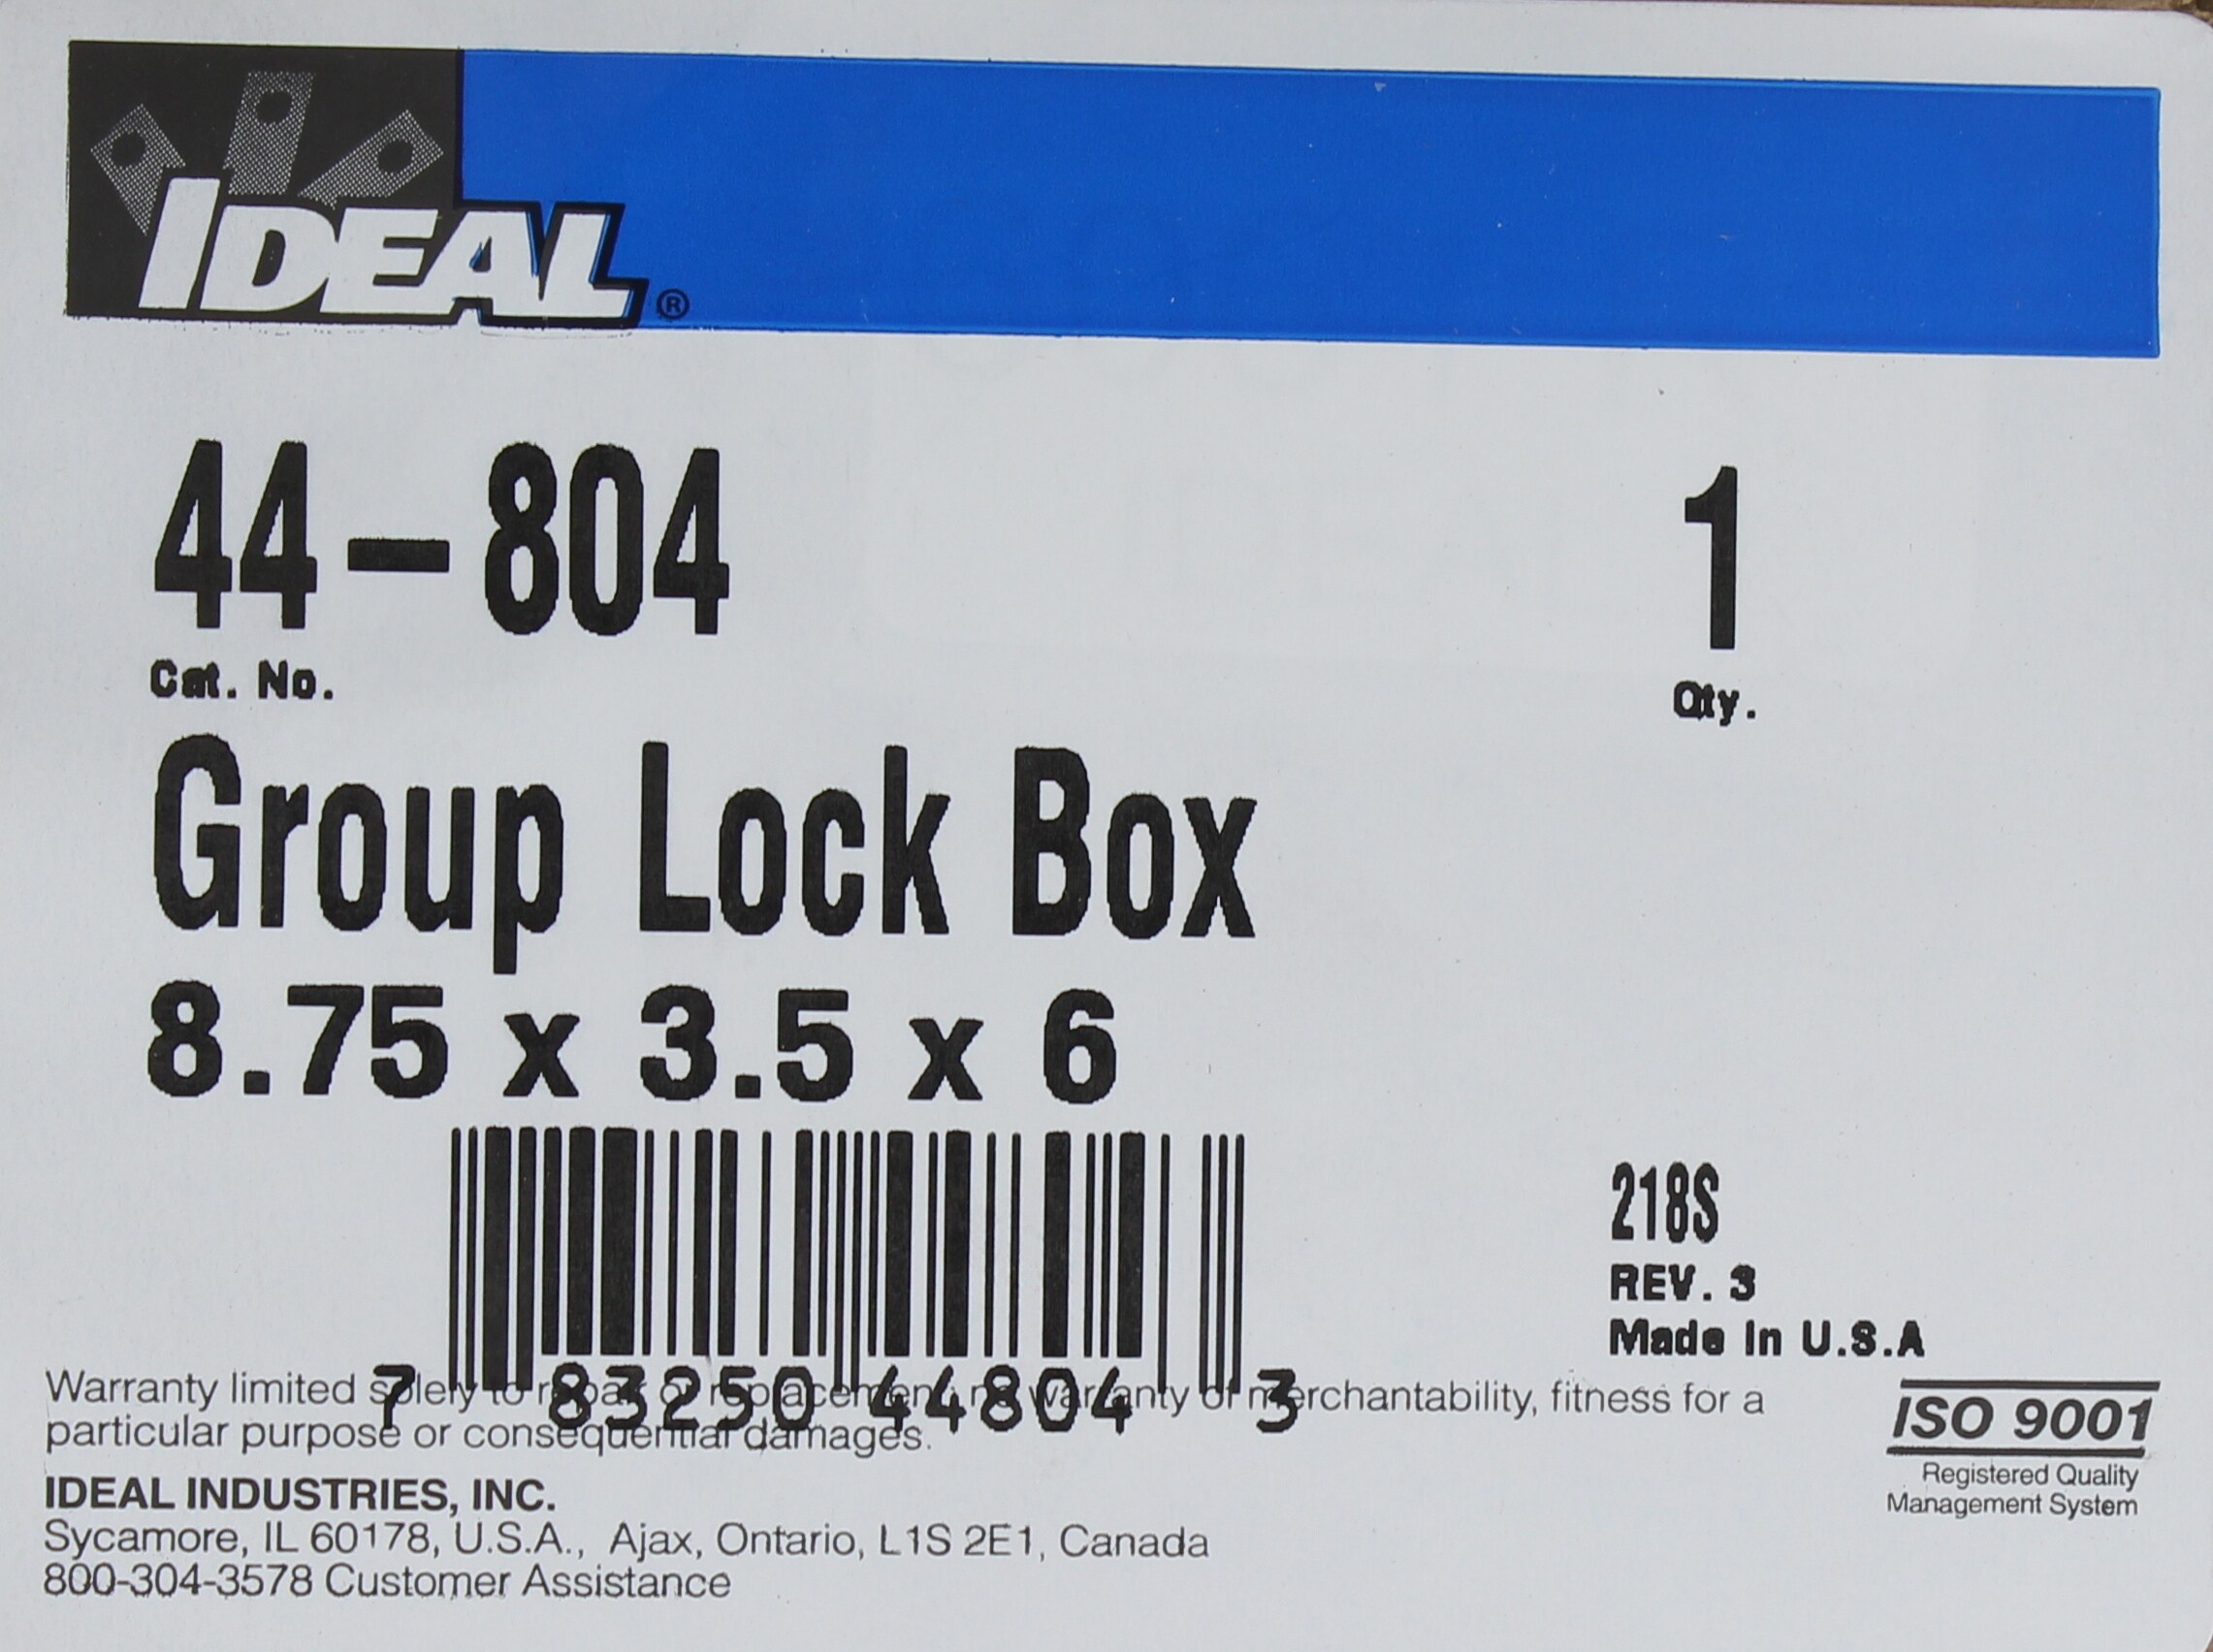 IDEAL®
44-804 1
Cat. No. Qty.
Group Lock Box
8.75 x 3.5 x 6
218S
REV. 3
Made In U.S.A
7 83250 44804 3
Warranty limited solely to repair or replacement; no warranty of merchantability, fitness for a
particular purpose or consequential damages.
ISO 9001
Registered Quality
Management System
IDEAL INDUSTRIES, INC.
Sycamore, IL 60178, U.S.A., Ajax, Ontario, L1S 2E1, Canada
800-304-3578 Customer Assistance